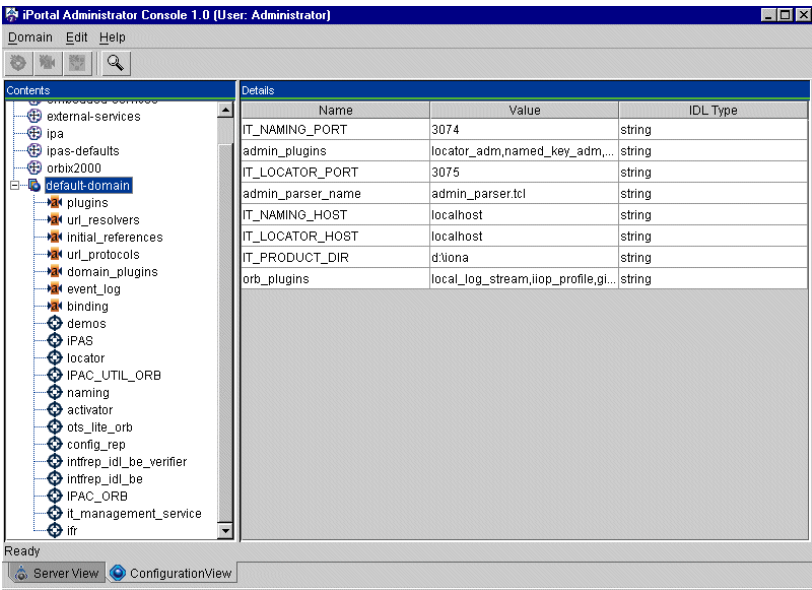 iPortal Administrator Console 1.0 (User: Administrator)
Domain Edit Help
Contents
external-services
ipa
ipas-defaults
orbix2000
default-domain
plugins
url_resolvers
initial_references
url_protocols
domain_plugins
event_log
binding
demos
iPAS
locator
IPAC_UTIL_ORB
naming
activator
ots_lite_orb
config_rep
intfrep_idl_be_verifier
intfrep_idl_be
IPAC_ORB
it_management_service
ifr
Details
Name Value IDL Type
IT_NAMING_PORT 3074 string
admin_plugins locator_adm,named_key_adm,... string
IT_LOCATOR_PORT 3075 string
admin_parser_name admin_parser.tcl string
IT_NAMING_HOST localhost string
IT_LOCATOR_HOST localhost string
IT_PRODUCT_DIR d:\iona string
orb_plugins local_log_stream,iiop_profile,gi... string
Ready
Server View ConfigurationView